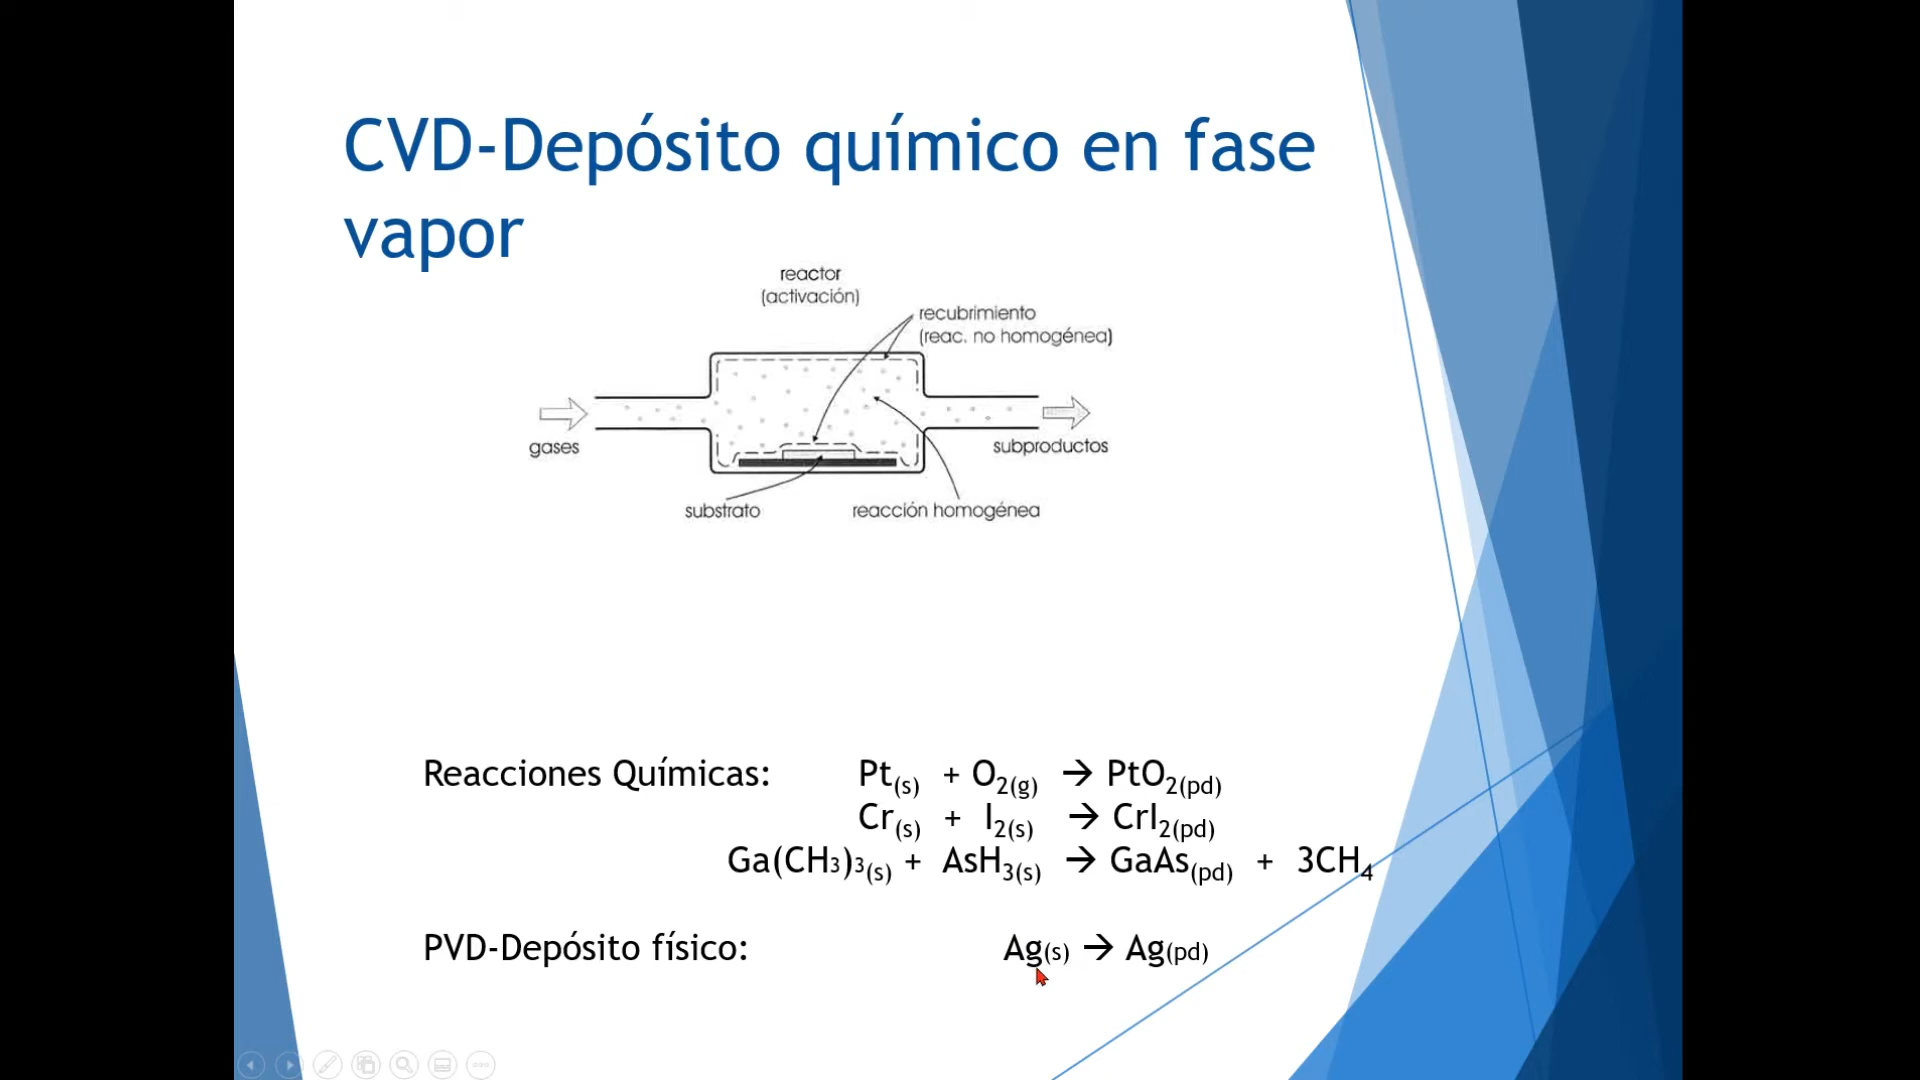 CVD-Depósito químico en fase
vapor
reactor
(activación)
recubrimiento
(reac. no homogénea)
gases
subproductos
substrato
reacción homogénea
Reacciones Químicas: Pt(s) + O2(g) → PtO2(pd)
Cr(s) + I2(s) → CrI2(pd)
Ga(CH3)3(s) + AsH3(s) → GaAs(pd) + 3CH4
PVD-Depósito físico: Ag(s) → Ag(pd)